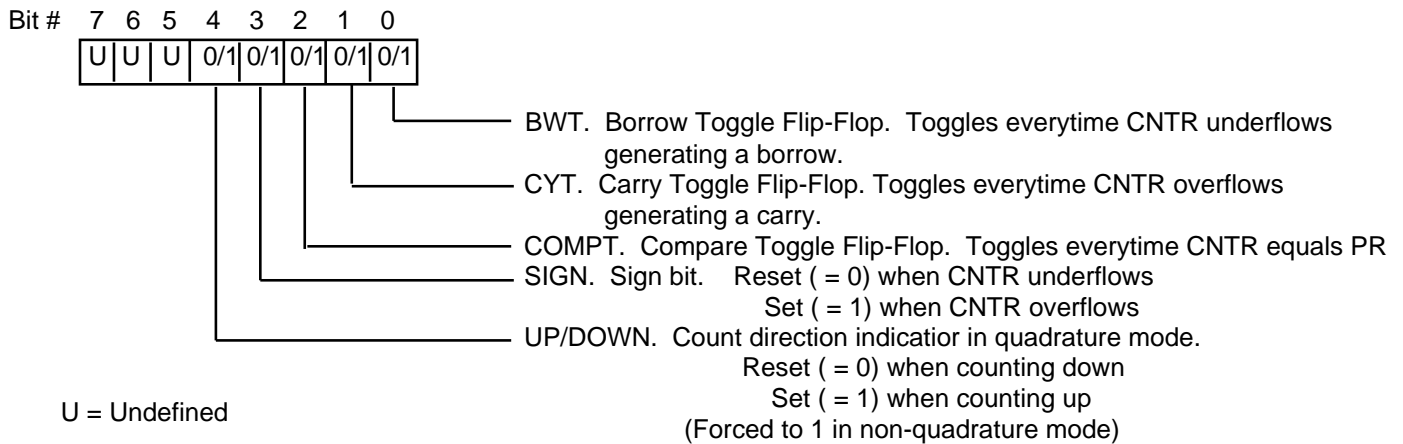 Bit # 7 6 5 4 3 2 1 0
U U U 0/1 0/1 0/1 0/1 0/1
BWT. Borrow Toggle Flip-Flop. Toggles everytime CNTR underflows
generating a borrow.
CYT. Carry Toggle Flip-Flop. Toggles everytime CNTR overflows
generating a carry.
COMPT. Compare Toggle Flip-Flop. Toggles everytime CNTR equals PR
SIGN. Sign bit. Reset ( = 0) when CNTR underflows
Set ( = 1) when CNTR overflows
UP/DOWN. Count direction indicatior in quadrature mode.
Reset ( = 0) when counting down
Set ( = 1) when counting up
U = Undefined
(Forced to 1 in non-quadrature mode)